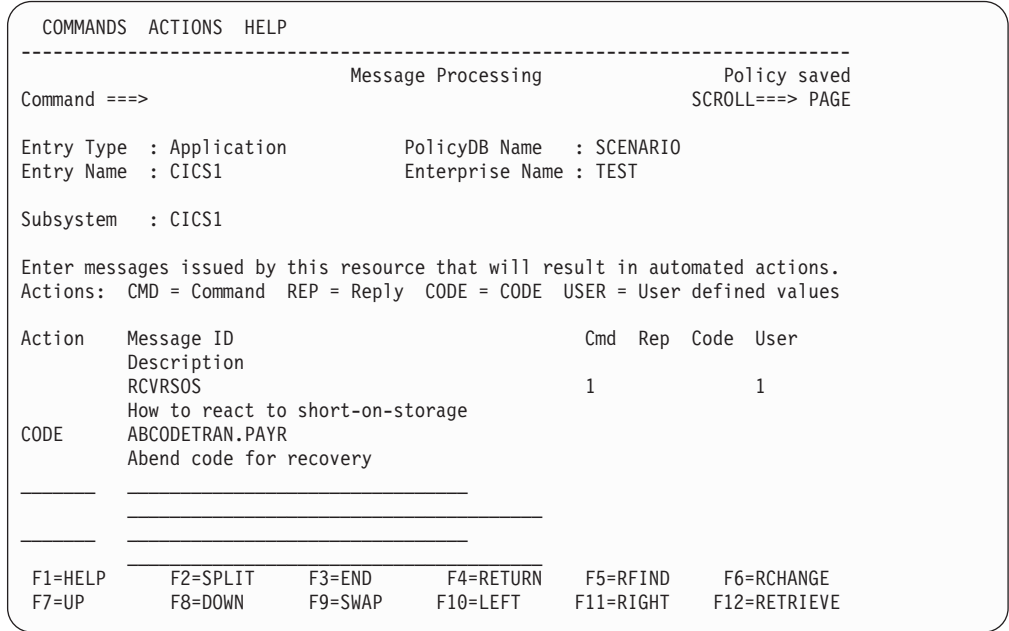 COMMANDS ACTIONS HELP
-------------------------------------------------------------------------------
Message Processing Policy saved
Command ===> SCROLL===> PAGE
Entry Type : Application PolicyDB Name : SCENARIO
Entry Name : CICS1 Enterprise Name : TEST
Subsystem : CICS1
Enter messages issued by this resource that will result in automated actions.
Actions: CMD = Command REP = Reply CODE = CODE USER = User defined values
Action Message ID Cmd Rep Code User
Description
RCVRSOS 1 1
How to react to short-on-storage
CODE ABCODETRAN.PAYR
Abend code for recovery
F1=HELP F2=SPLIT F3=END F4=RETURN F5=RFIND F6=RCHANGE
F7=UP F8=DOWN F9=SWAP F10=LEFT F11=RIGHT F12=RETRIEVE